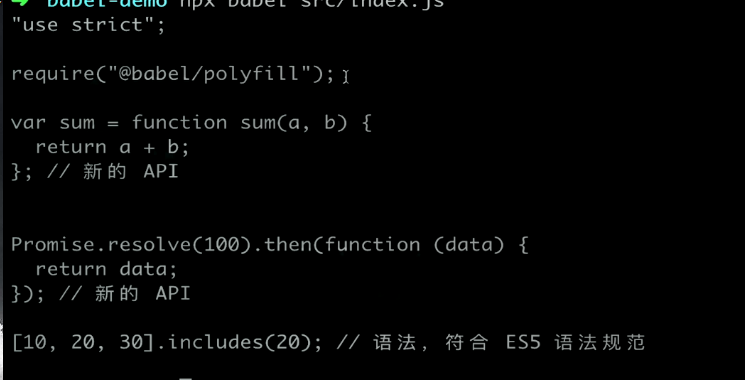 ➜ babel-demo npx babel src/index.js
"use strict";
require("@babel/polyfill");
var sum = function sum(a, b) {
  return a + b;
}; // 新的 API
Promise.resolve(100).then(function (data) {
  return data;
}); // 新的 API
[10, 20, 30].includes(20); // 语法, 符合 ES5 语法规范